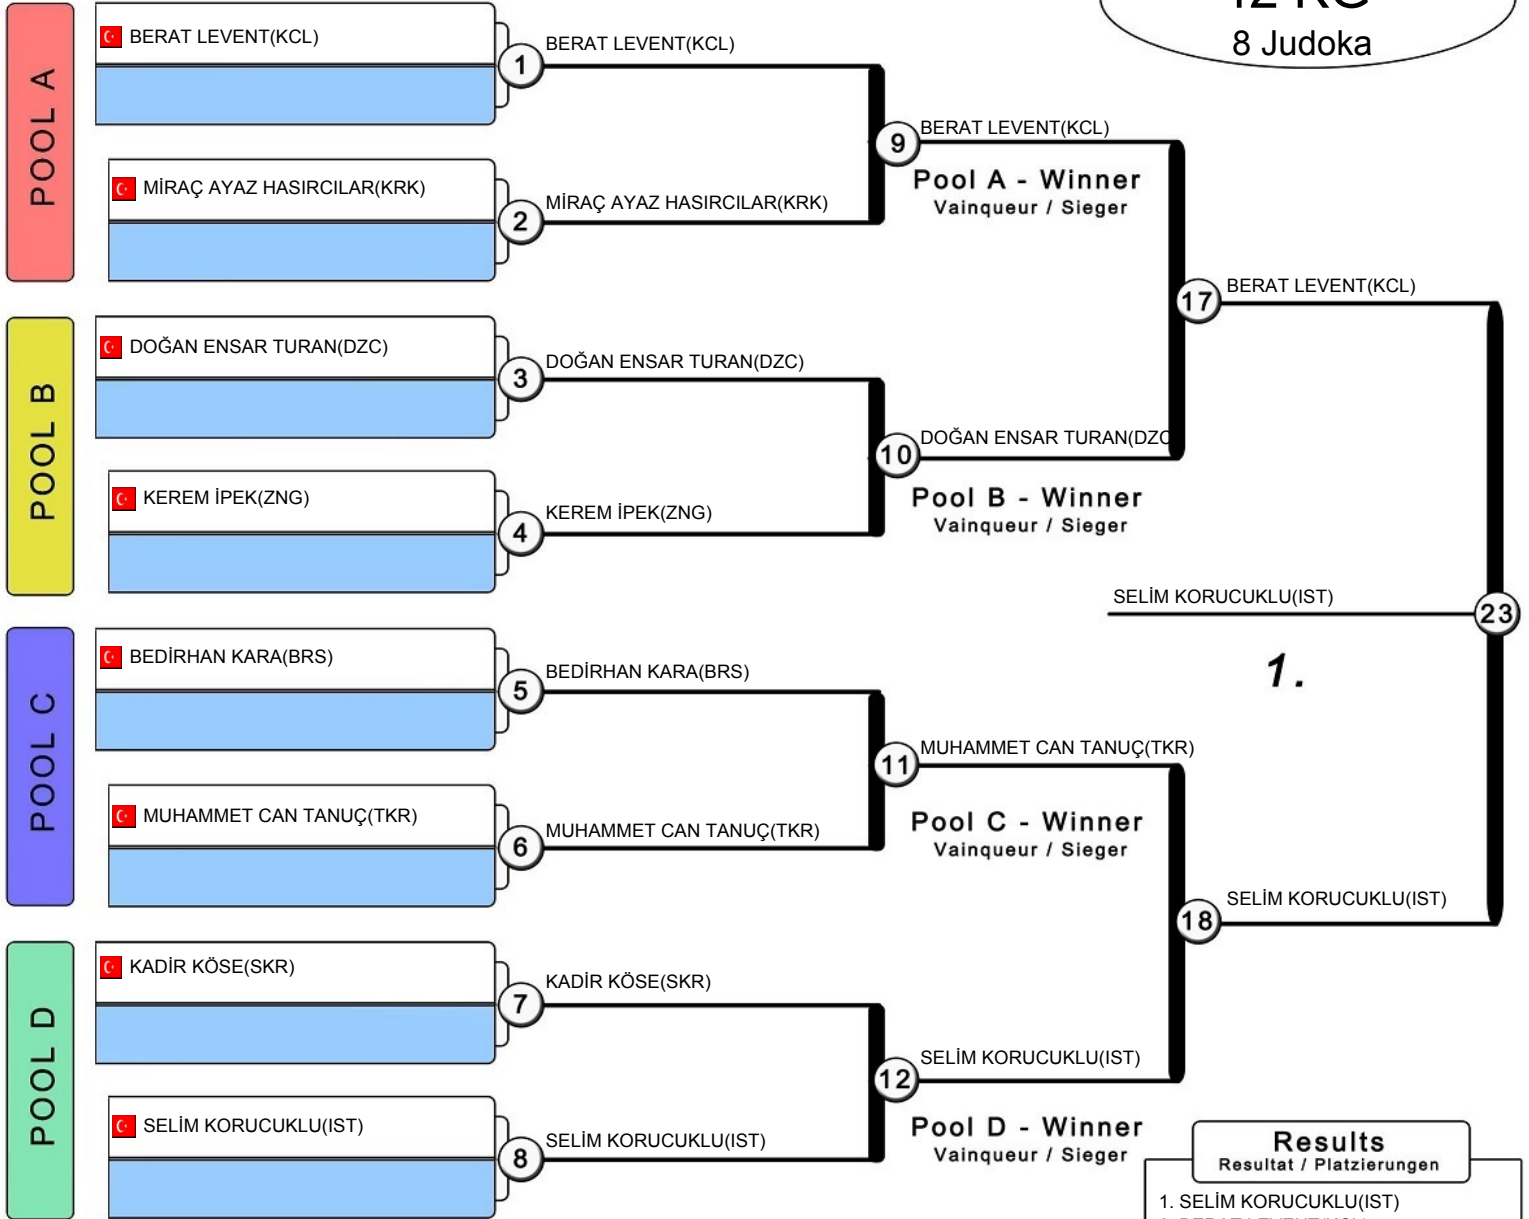 8 Judoka
POOL A
BERAT LEVENT(KCL)
1
BERAT LEVENT(KCL)
MİRAÇ AYAZ HASIRCILAR(KRK)
2
MİRAÇ AYAZ HASIRCILAR(KRK)
9
BERAT LEVENT(KCL)
Pool A - Winner
Vainqueur / Sieger
17
BERAT LEVENT(KCL)
POOL B
DOĞAN ENSAR TURAN(DZC)
3
DOĞAN ENSAR TURAN(DZC)
KEREM İPEK(ZNG)
4
KEREM İPEK(ZNG)
10
DOĞAN ENSAR TURAN(DZC
Pool B - Winner
Vainqueur / Sieger
SELİM KORUCUKLU(IST)
23
1.
POOL C
BEDİRHAN KARA(BRS)
5
BEDİRHAN KARA(BRS)
MUHAMMET CAN TANUÇ(TKR)
6
MUHAMMET CAN TANUÇ(TKR)
11
MUHAMMET CAN TANUÇ(TKR)
Pool C - Winner
Vainqueur / Sieger
18
SELİM KORUCUKLU(IST)
POOL D
KADİR KÖSE(SKR)
7
KADİR KÖSE(SKR)
SELİM KORUCUKLU(IST)
8
SELİM KORUCUKLU(IST)
12
SELİM KORUCUKLU(IST)
Pool D - Winner
Vainqueur / Sieger
Results
Resultat / Platzierungen
1. SELİM KORUCUKLU(IST)